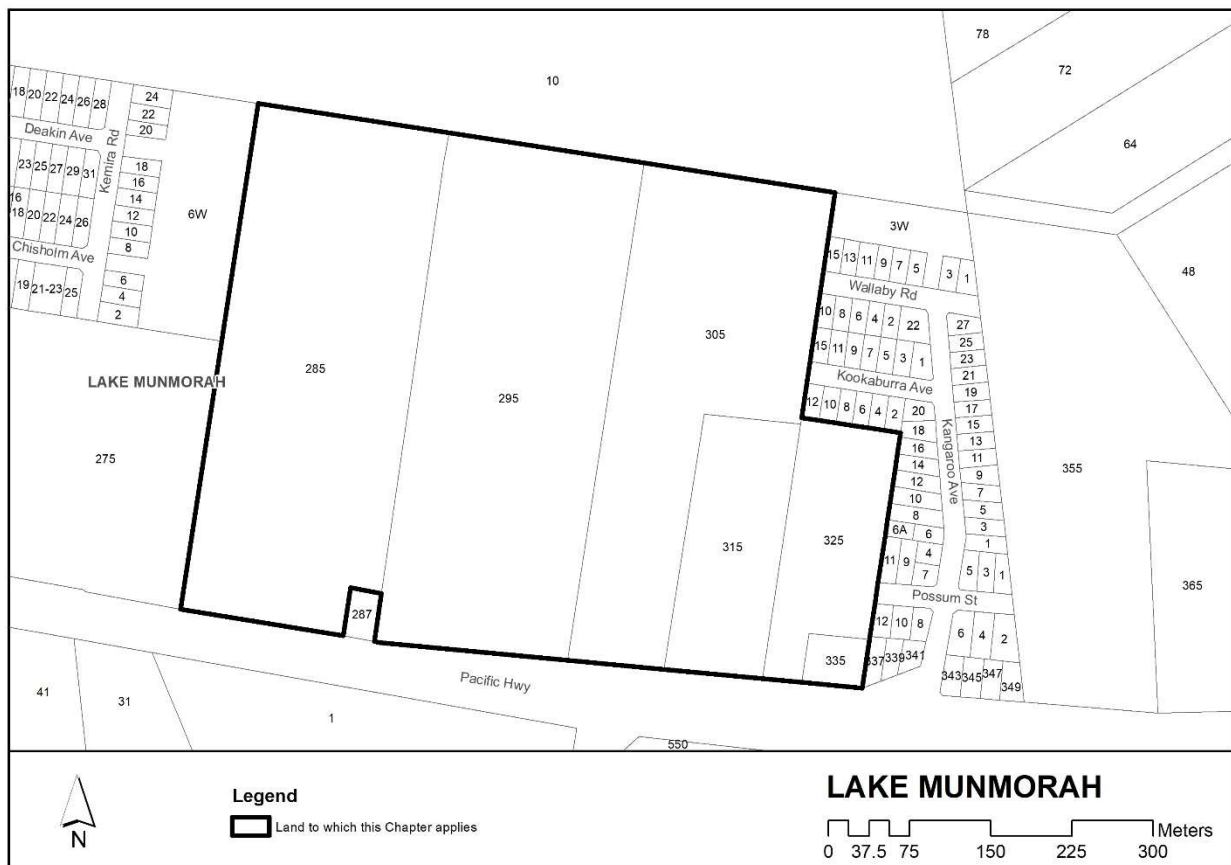 78
72
10
64
48
18 20 22 24 26 28
Deakin Ave
Kemira Rd
24
22
20
23 25 27 29 31
18
16
14
12
10
8
16
18 20 22 24 26
Chisholm Ave
19 21-23 25
6
4
2
6W
3W
15 13 11 9 7 5 3 1
Wallaby Rd
10 8 6 4 2 22
15 11 9 7 5 3 1
Kookaburra Ave
12 10 8 6 4 2 20
27
25
23
21
19
17
15
13
11
9
7
5
3
1
18
16
14
12
10
8
6A 6
4
11 9 7
Kangaroo Ave
5 3 1
Possum St
12 10 8
6 4 2
337 339 341
343 345 347 349
LAKE MUNMORAH
275
285
287
295
305
315
325
335
355
365
Pacific Hwy
41
31
1
550
N
Legend
Land to which this Chapter applies
LAKE MUNMORAH
Meters
0 37.5 75 150 225 300